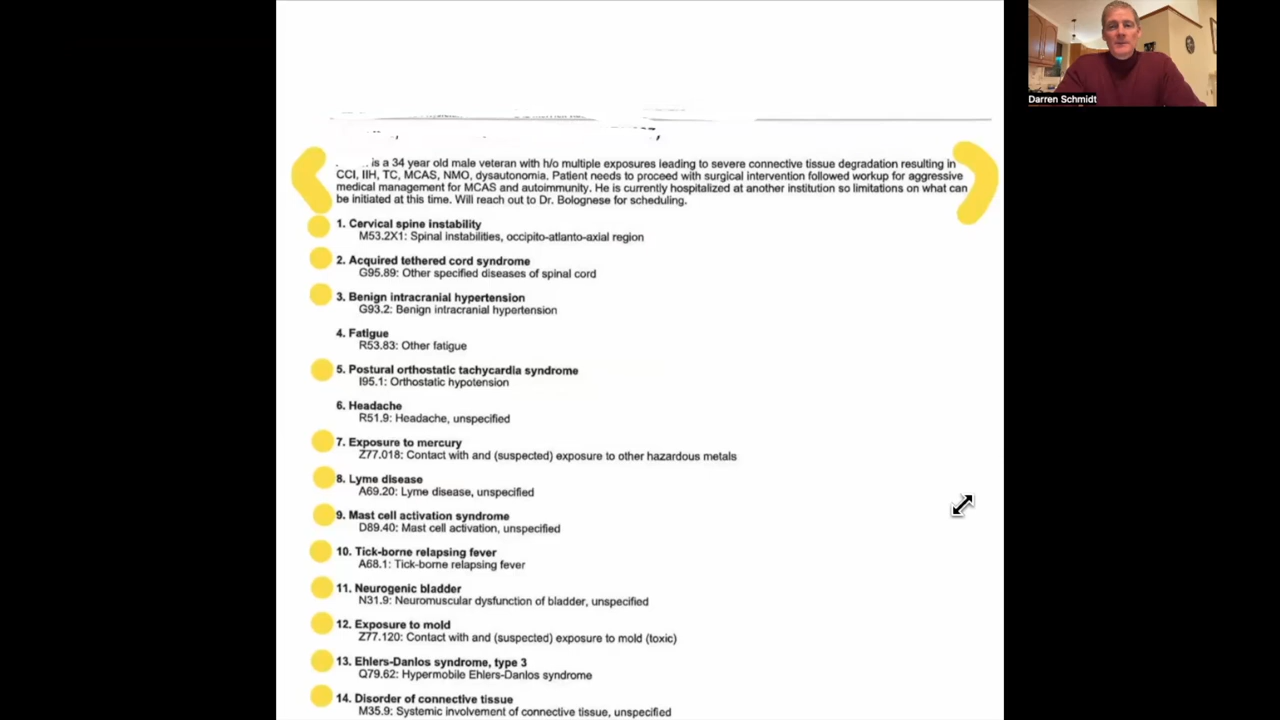 Darren Schmidt
is a 34 year old male veteran with h/o multiple exposures leading to severe connective tissue degradation resulting in
CCI, IIH, TC, MCAS, NMO, dysautonomia. Patient needs to proceed with surgical intervention followed workup for aggressive
medical management for MCAS and autoimmunity. He is currently hospitalized at another institution so limitations on what can
be initiated at this time. Will reach out to Dr. Bolognese for scheduling.
1. Cervical spine instability
M53.2X1: Spinal instabilities, occipito-atlanto-axial region
2. Acquired tethered cord syndrome
G95.89: Other specified diseases of spinal cord
3. Benign intracranial hypertension
G93.2: Benign intracranial hypertension
4. Fatigue
R53.83: Other fatigue
5. Postural orthostatic tachycardia syndrome
I95.1: Orthostatic hypotension
6. Headache
R51.9: Headache, unspecified
7. Exposure to mercury
Z77.018: Contact with and (suspected) exposure to other hazardous metals
8. Lyme disease
A69.20: Lyme disease, unspecified
9. Mast cell activation syndrome
D89.40: Mast cell activation, unspecified
10. Tick-borne relapsing fever
A68.1: Tick-borne relapsing fever
11. Neurogenic bladder
N31.9: Neuromuscular dysfunction of bladder, unspecified
12. Exposure to mold
Z77.120: Contact with and (suspected) exposure to mold (toxic)
13. Ehlers-Danlos syndrome, type 3
Q79.62: Hypermobile Ehlers-Danlos syndrome
14. Disorder of connective tissue
M35.9: Systemic involvement of connective tissue, unspecified